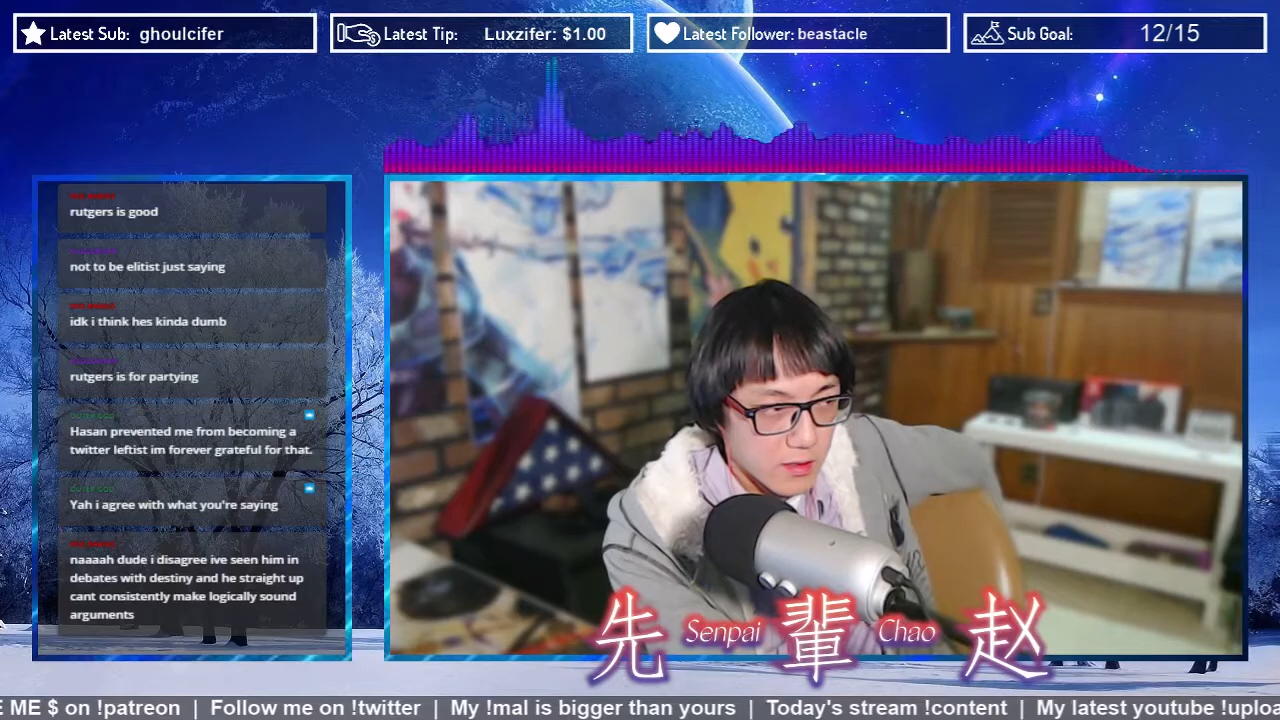 Latest Sub: ghoulcifer
Latest Tip: Luxzifer: $1.00
Latest Follower: beastacle
Sub Goal: 12/15
rutgers is good
not to be elitist just saying
idk i think hes kinda dumb
rutgers is for partying
Hasan prevented me from becoming a
twitter leftist im forever grateful for that.
Yah i agree with what you're saying
naaaah dude i disagree ive seen him in
debates with destiny and he straight up
cant consistently make logically sound
arguments
先 Senpai 輩 Chao 赵
E ME $ on !patreon | Follow me on !twitter | My !mal is bigger than yours | Today's stream !content | My latest youtube !uploa